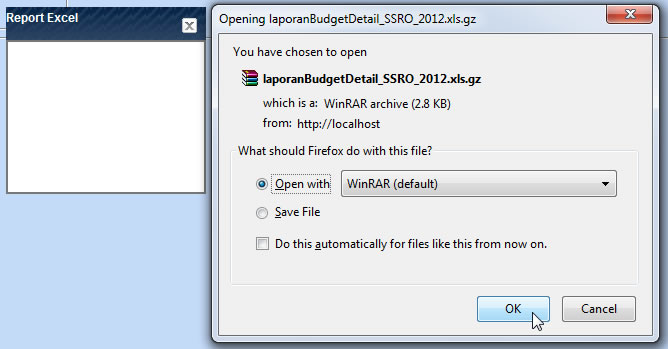 Report Excel
Opening laporanBudgetDetail_SSRO_2012.xls.gz
You have chosen to open
laporanBudgetDetail_SSRO_2012.xls.gz
which is a: WinRAR archive (2.8 KB)
from: http://localhost
What should Firefox do with this file?
Open with WinRAR (default)
Save File
Do this automatically for files like this from now on.
OK Cancel